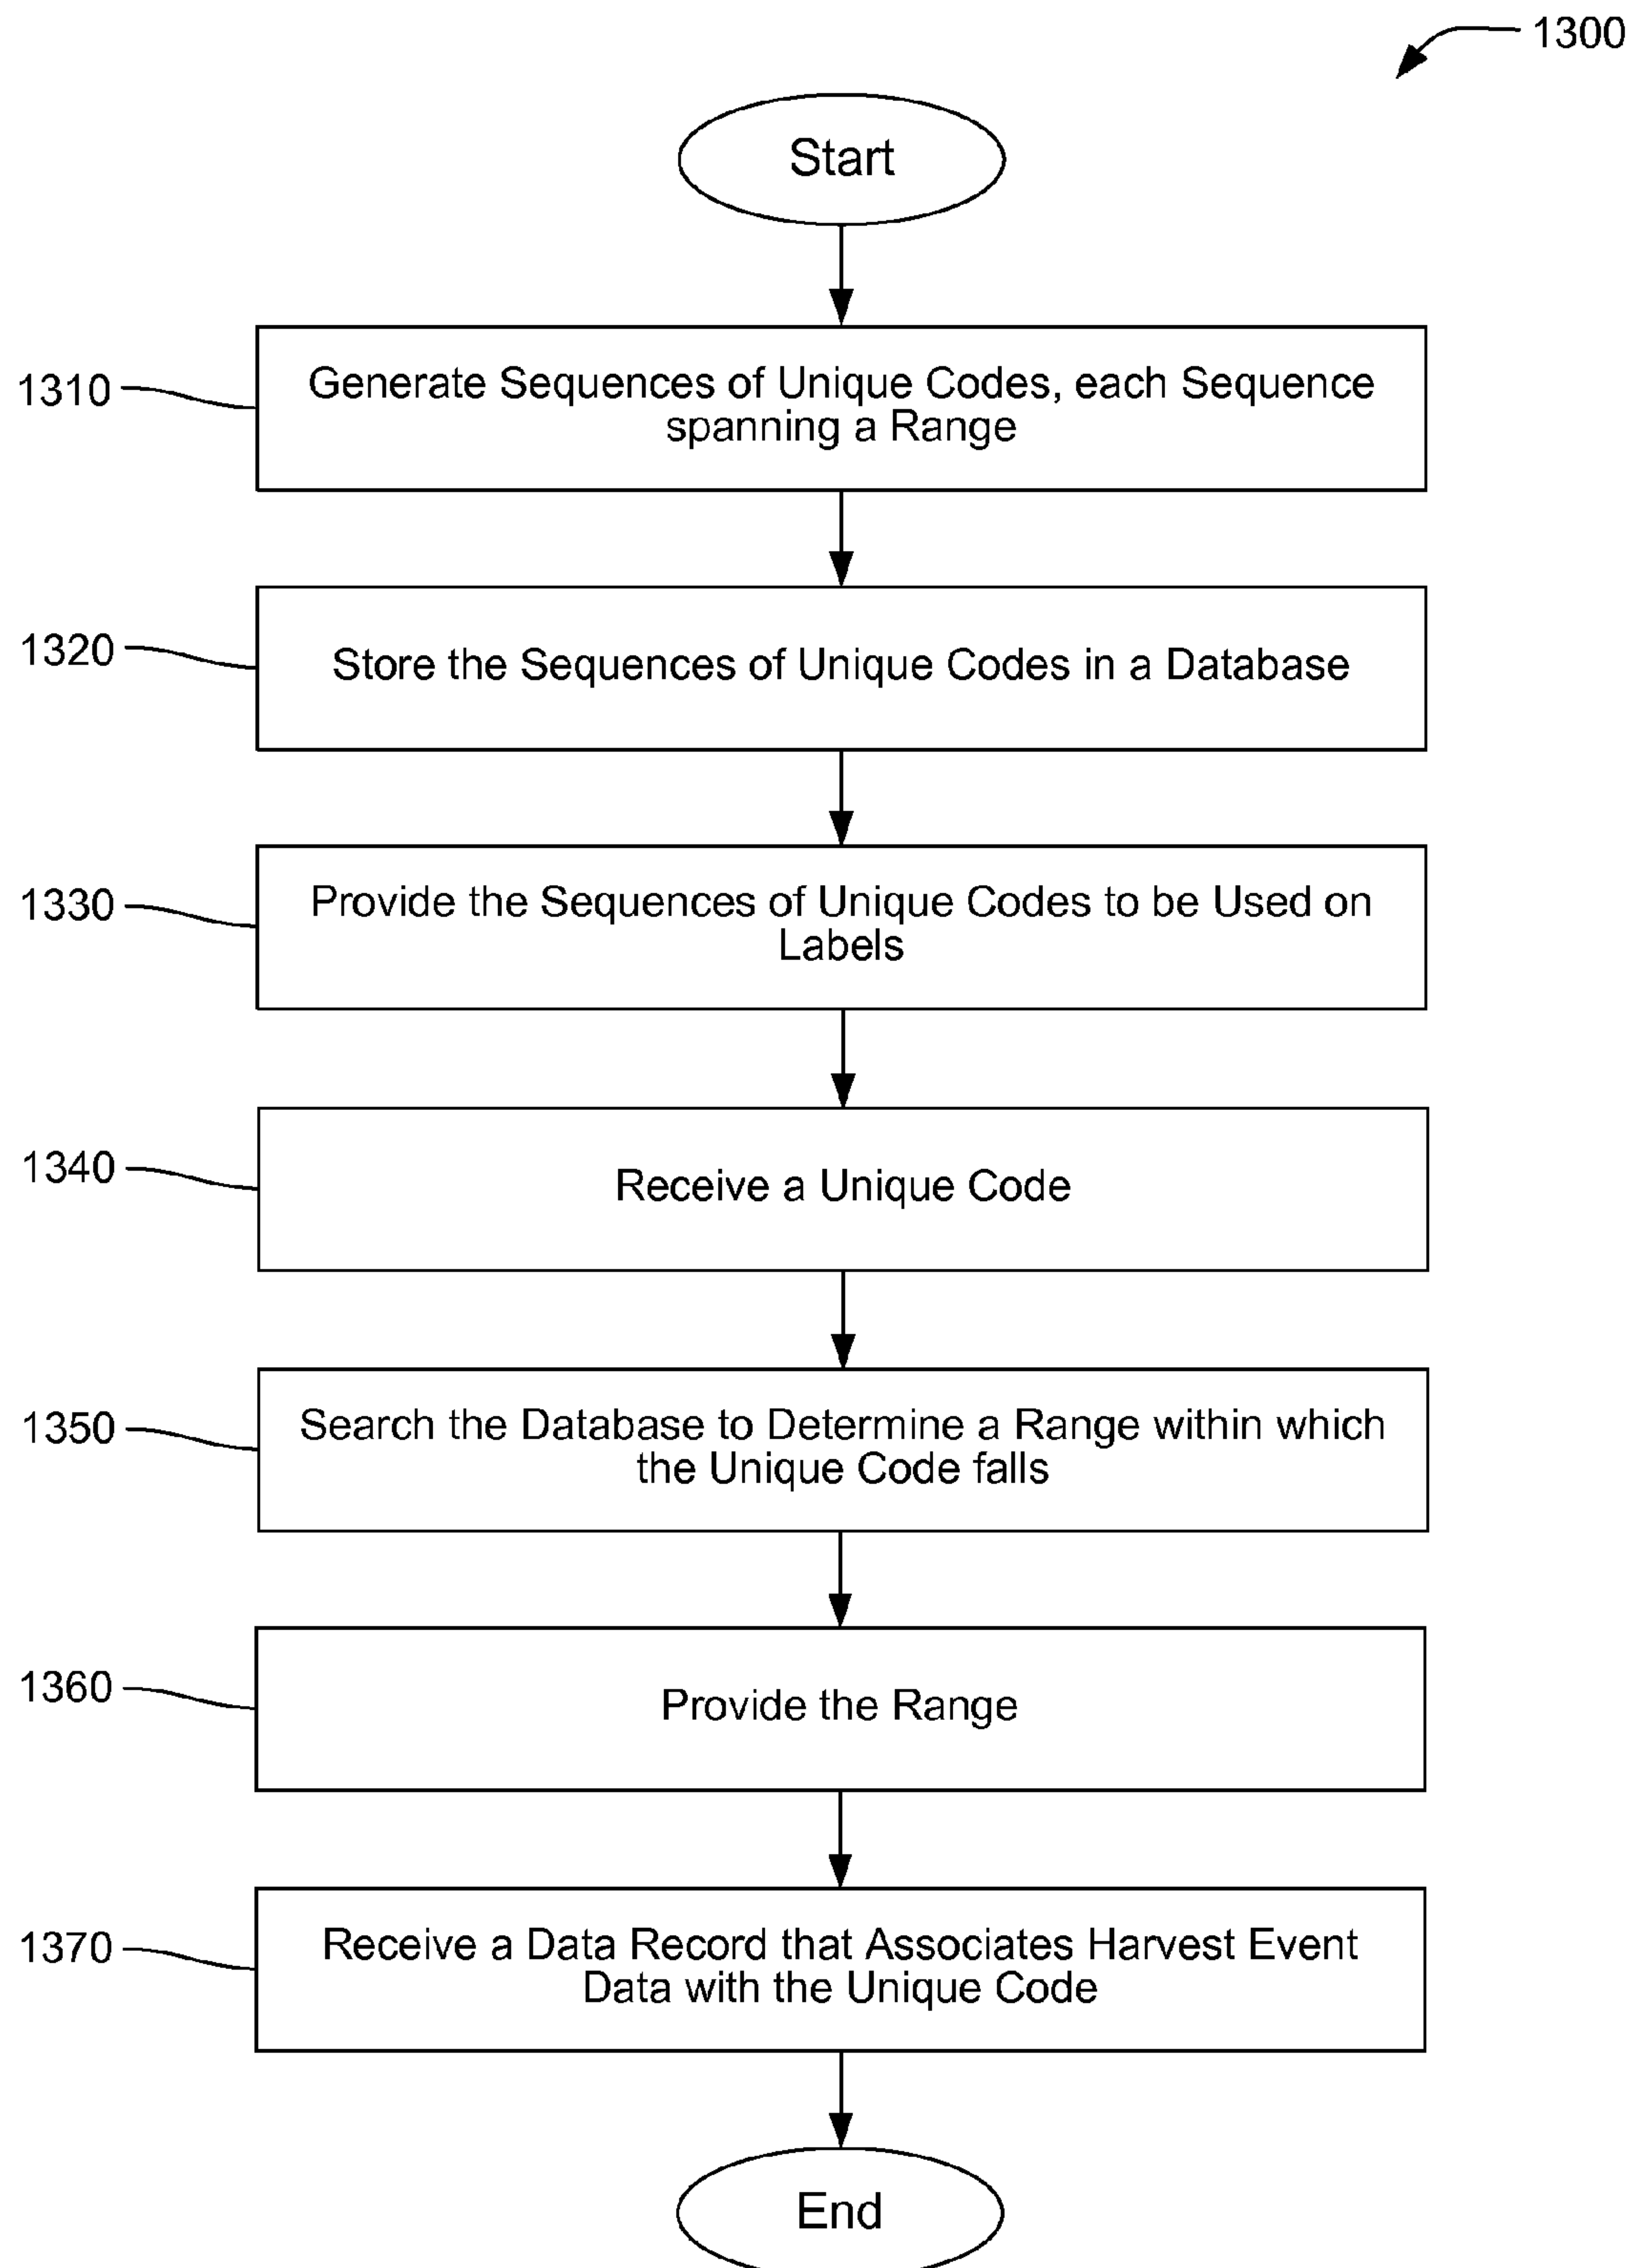 1300
Start
1310
Generate Sequences of Unique Codes, each Sequence
spanning a Range
1320
Store the Sequences of Unique Codes in a Database
1330
Provide the Sequences of Unique Codes to be Used on
Labels
1340
Receive a Unique Code
1350
Search the Database to Determine a Range within which
the Unique Code falls
1360
Provide the Range
1370
Receive a Data Record that Associates Harvest Event
Data with the Unique Code
End